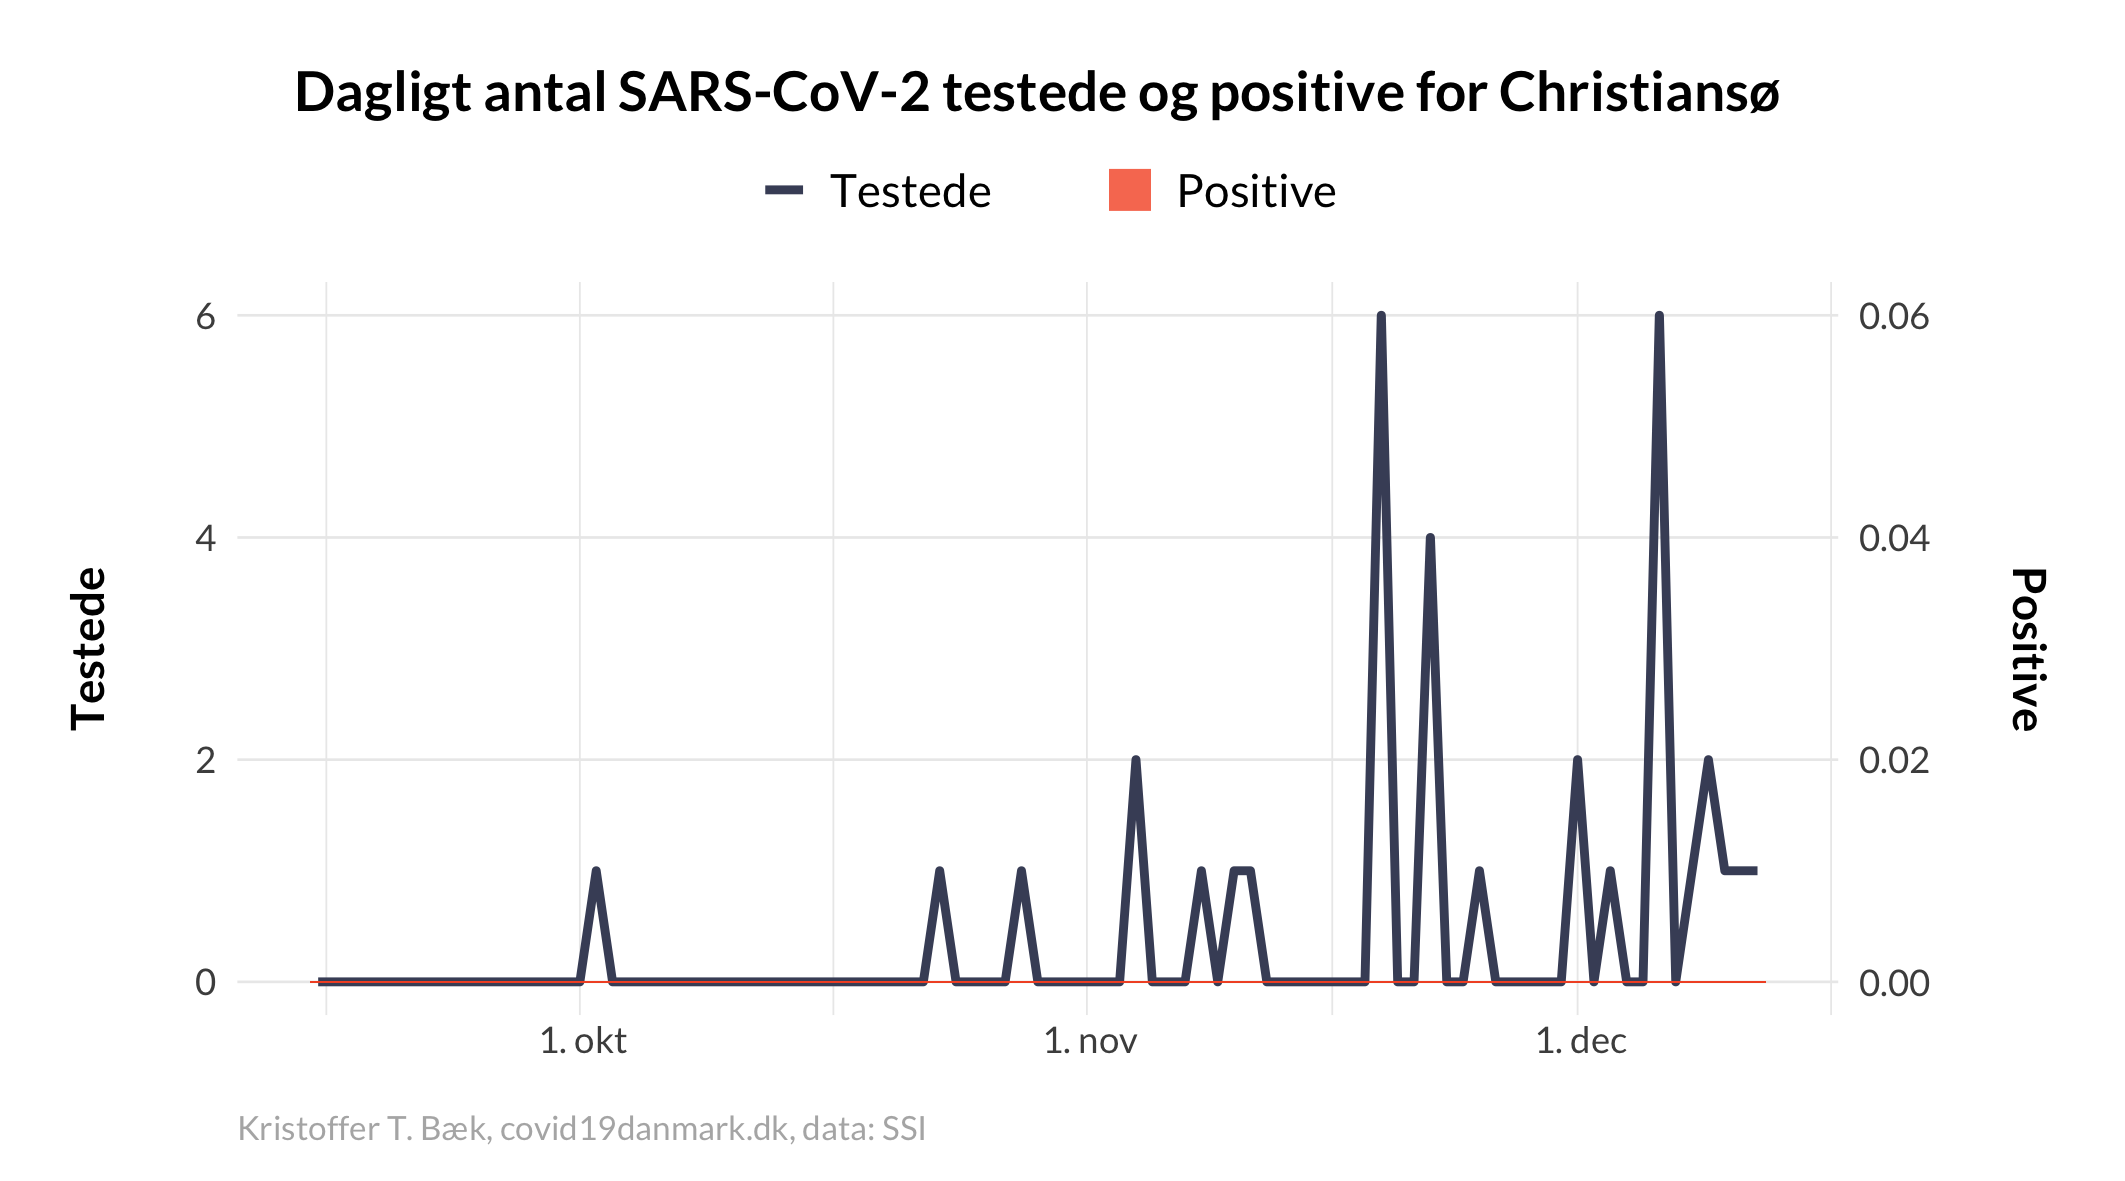 Dagligt antal SARS-CoV-2 testede og positive for Christiansø
Testede
Positive
6
4
2
0
Testede
0.06
0.04
0.02
0.00
Positive
1. okt
1. nov
1. dec
Kristoffer T. Bæk, covid19danmark.dk, data: SSI